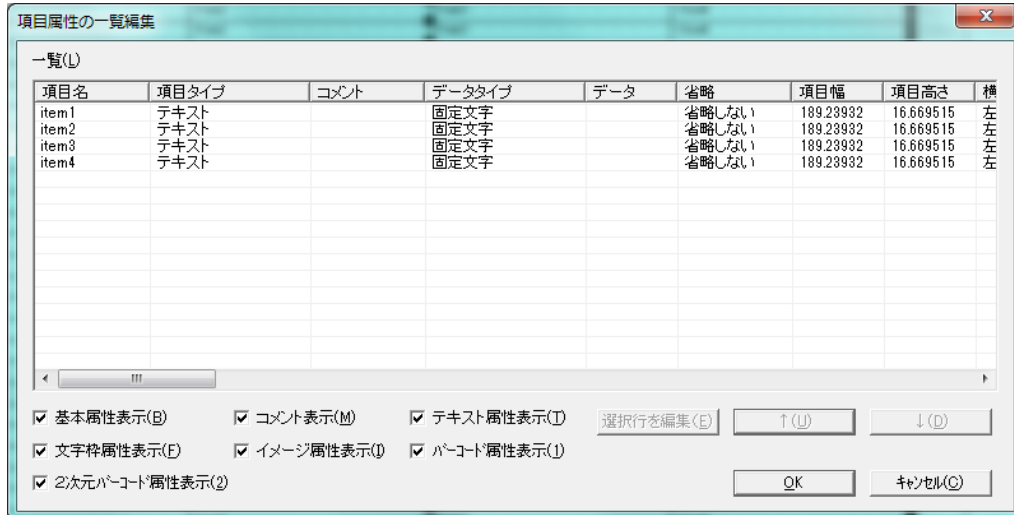 項目属性の一覧編集
一覧(L)
項目名 項目タイプ コメント データタイプ データ 省略 項目幅 項目高さ 横
item1 テキスト 固定文字 省略しない 189.23932 16.669515 左
item2 テキスト 固定文字 省略しない 189.23932 16.669515 左
item3 テキスト 固定文字 省略しない 189.23932 16.669515 左
item4 テキスト 固定文字 省略しない 189.23932 16.669515 左
基本属性表示(B) コメント表示(M) テキスト属性表示(T) 選択行を編集(E) ↑(U) ↓(D)
文字枠属性表示(F) イメージ属性表示(I) バーコード属性表示(1)
2次元バーコード属性表示(2) OK キャンセル(C)